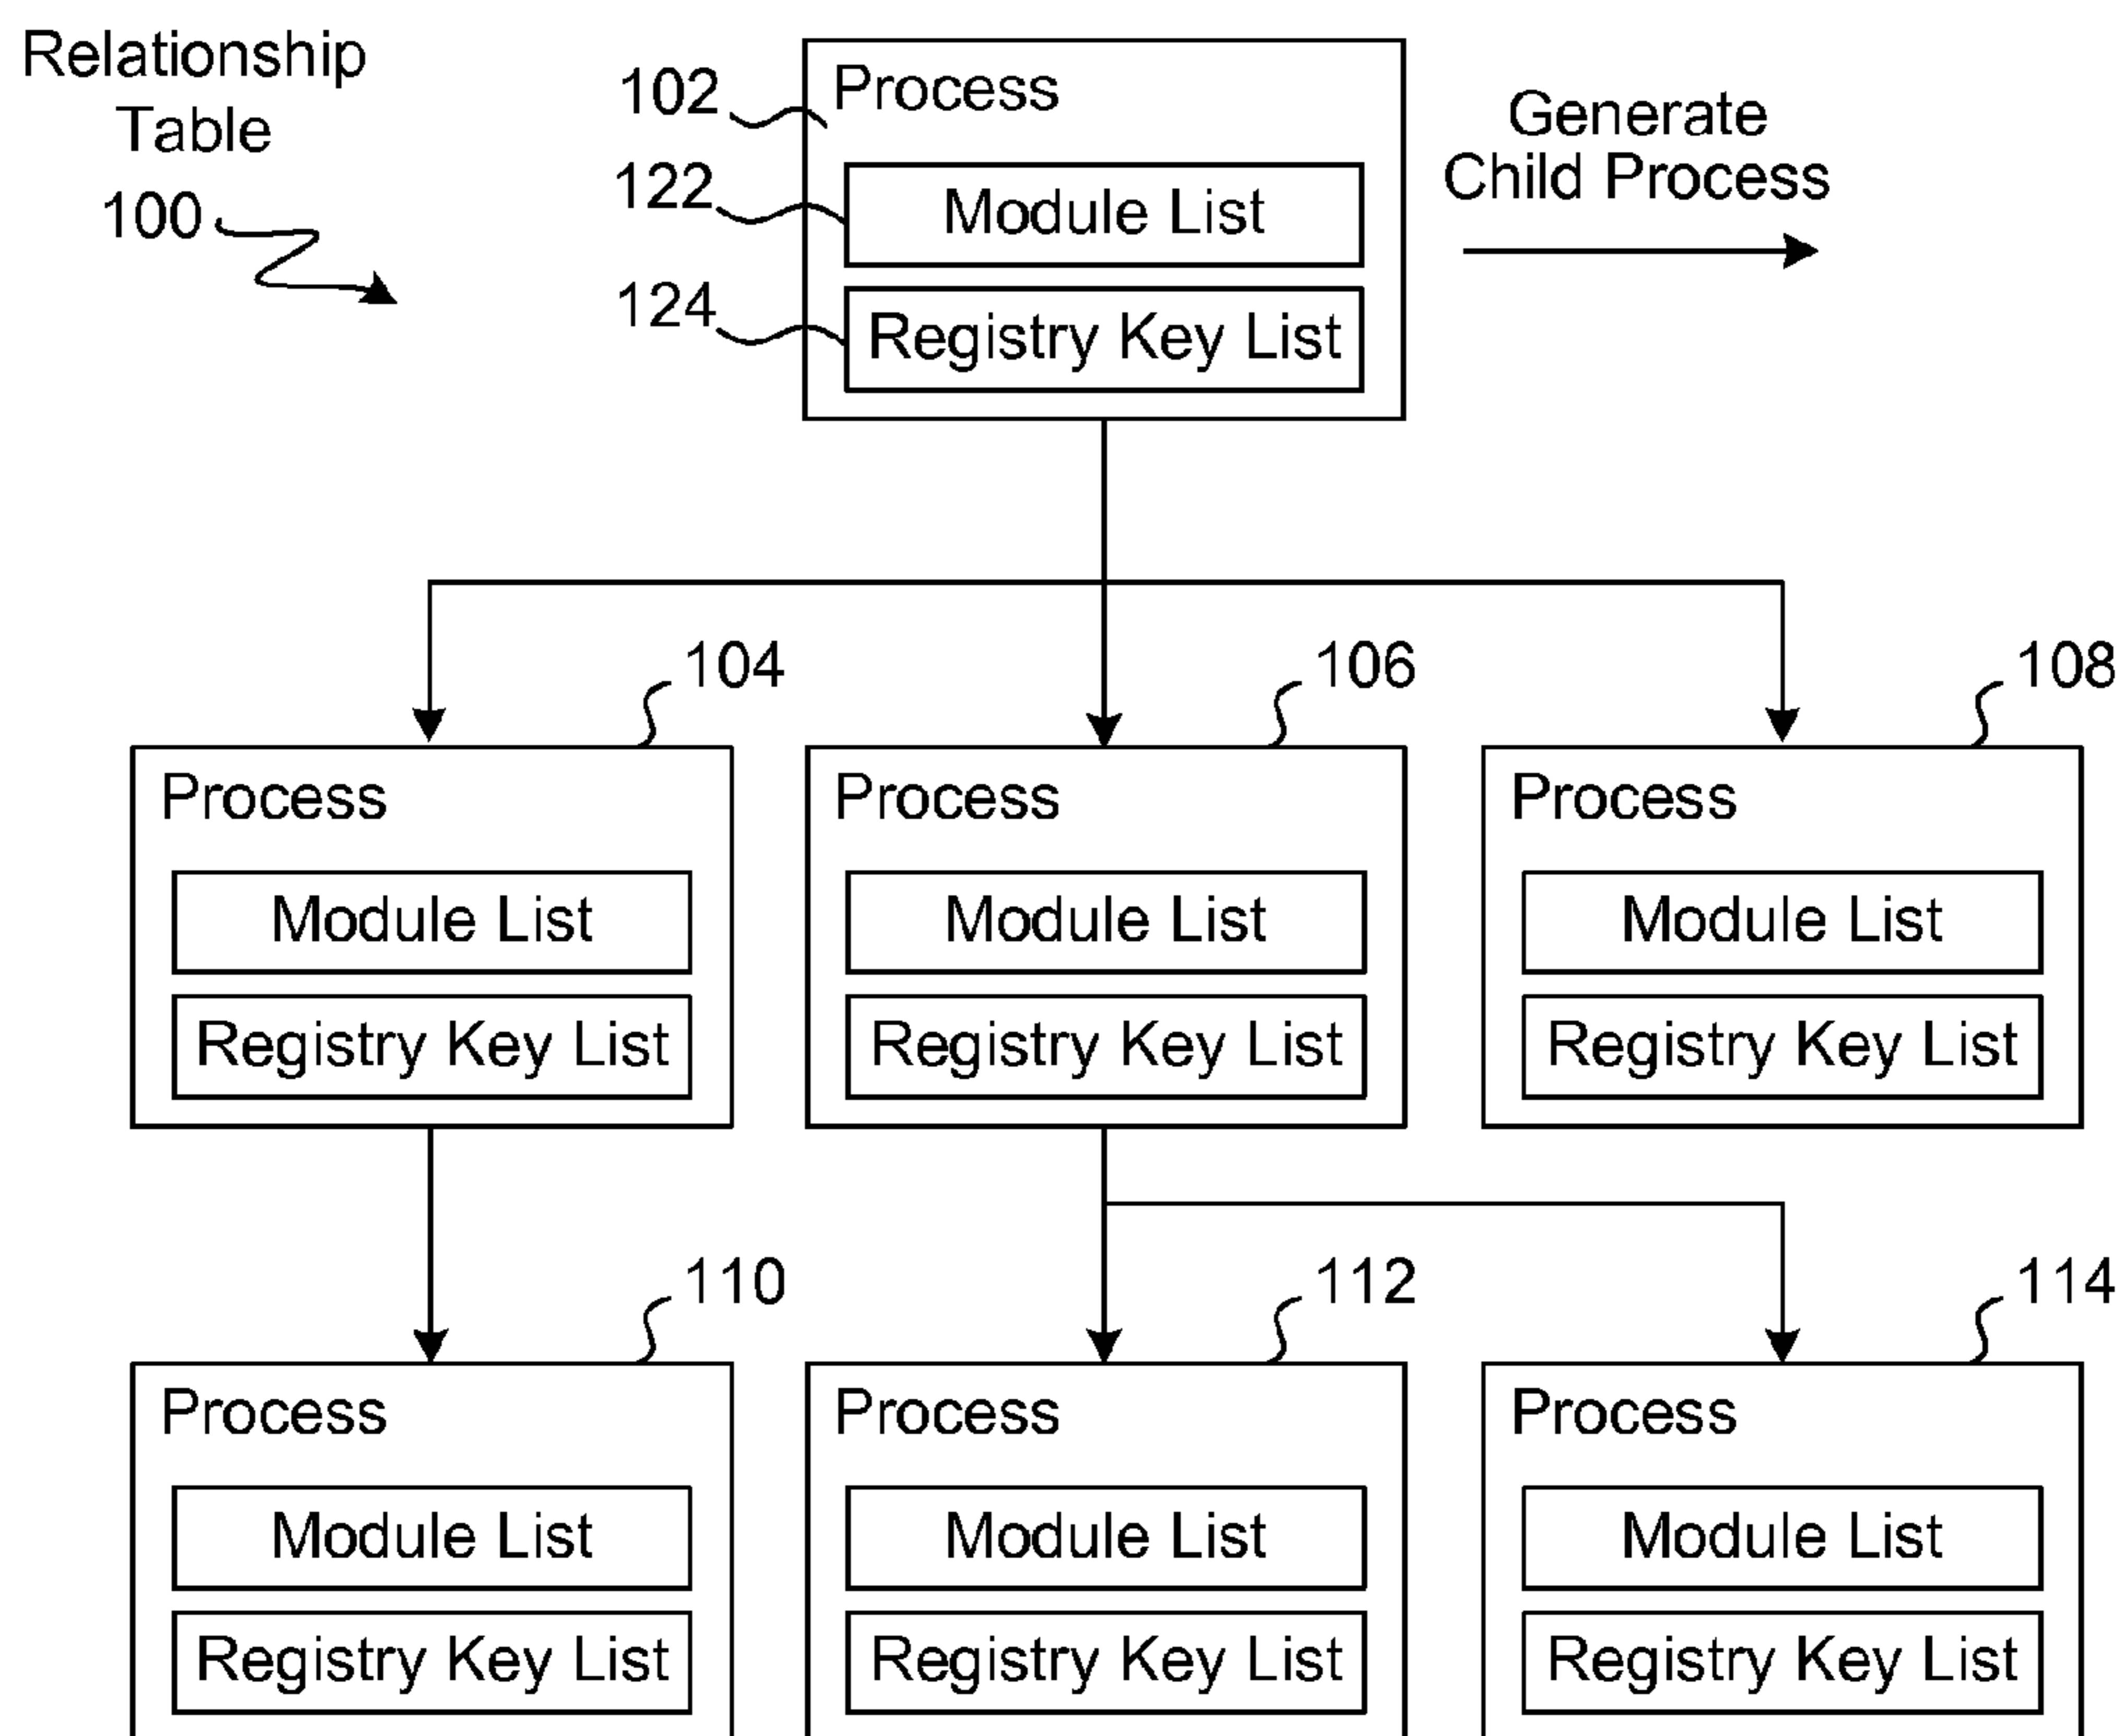 Relationship
Table
100
102
Process
122
Module List
124
Registry Key List
Generate
Child Process
104
106
108
Process
Process
Process
Module List
Module List
Module List
Registry Key List
Registry Key List
Registry Key List
110
112
114
Process
Process
Process
Module List
Module List
Module List
Registry Key List
Registry Key List
Registry Key List